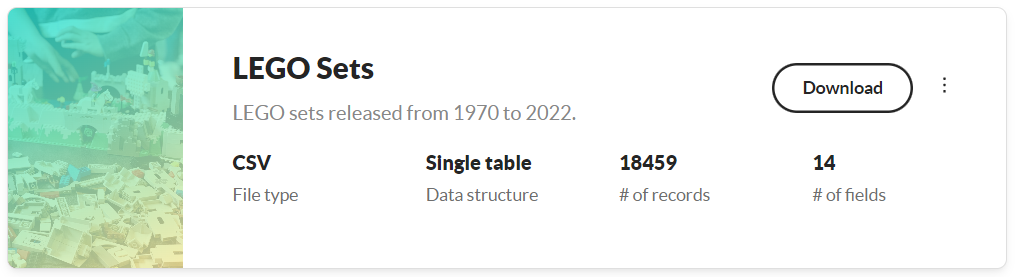 LEGO Sets
LEGO sets released from 1970 to 2022.
Download
CSV
File type
Single table
Data structure
18459
# of records
14
# of fields